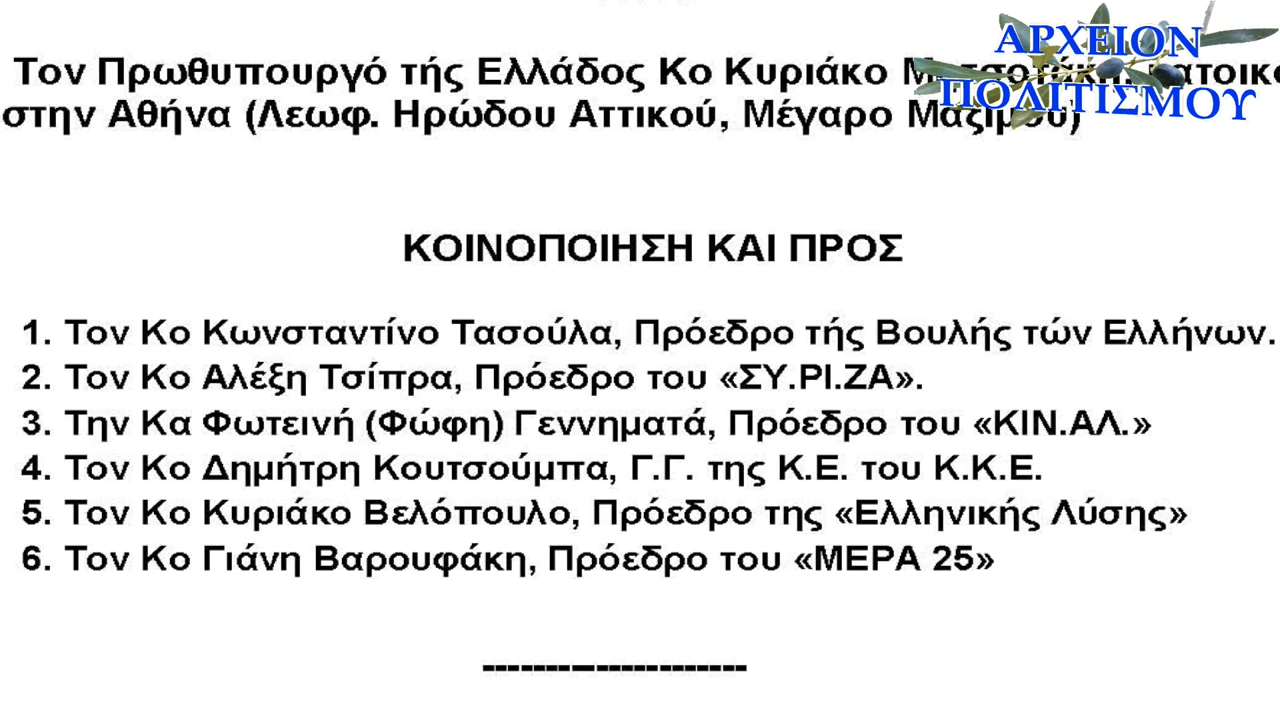 ΑΡΧΕΙΟΝ
ΠΟΛΙΤΙΣΜΟΥ
Τον Πρωθυπουργό τής Ελλάδος Κο Κυριάκο
στην Αθήνα (Λεωφ. Ηρώδου Αττικού, Μέγαρο Μαξίμου)
ΚΟΙΝΟΠΟΙΗΣΗ ΚΑΙ ΠΡΟΣ
1. Τον Κο Κωνσταντίνο Τασούλα, Πρόεδρο τής Βουλής τών Ελλήνων.
2. Τον Κο Αλέξη Τσίπρα, Πρόεδρο του «ΣΥ.ΡΙ.ΖΑ».
3. Την Κα Φωτεινή (Φώφη) Γεννηματά, Πρόεδρο του «ΚΙΝ.ΑΛ.»
4. Τον Κο Δημήτρη Κουτσούμπα, Γ.Γ. της Κ.Ε. του Κ.Κ.Ε.
5. Τον Κο Κυριάκο Βελόπουλο, Πρόεδρο της «Ελληνικής Λύσης»
6. Τον Κο Γιάνη Βαρουφάκη, Πρόεδρο του «ΜΕΡΑ 25»
---------------------